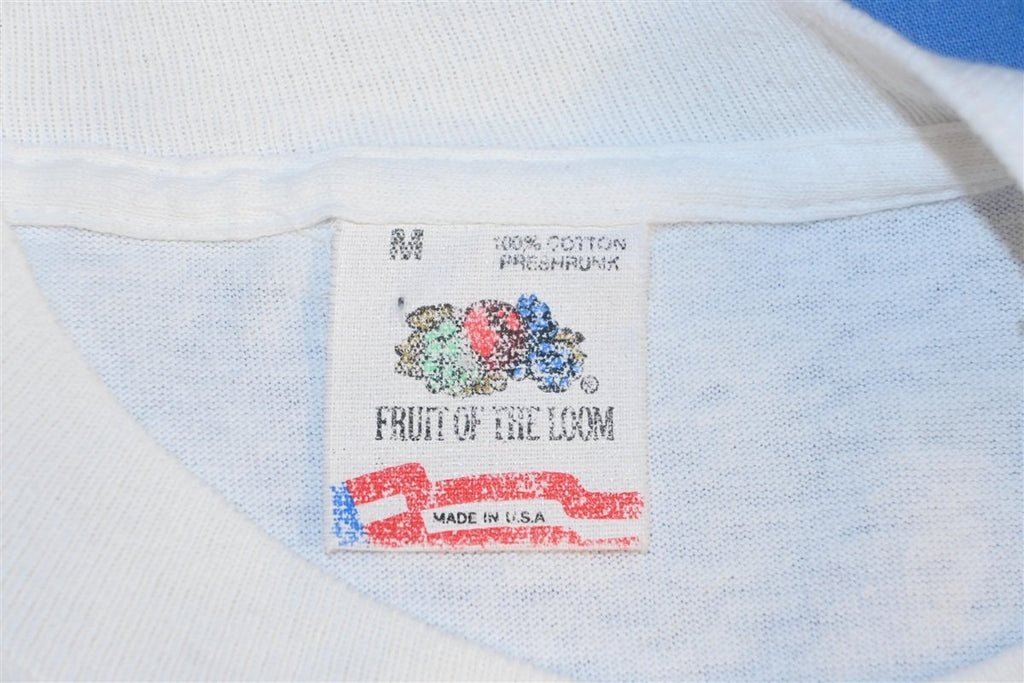 M
100% COTTON
PRESHRUNK
®
FRUIT OF THE LOOM
MADE IN U.S.A